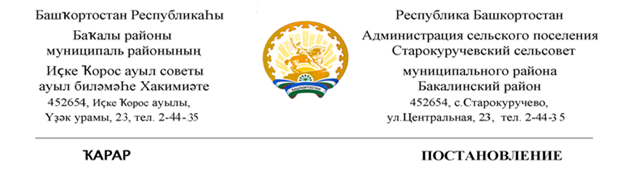 Башҡортостан Республикаһы
Баҡалы районы
муниципаль районының
Иҫке Ҡорос ауыл советы
ауыл биләмәһе Хакимиәте
452654, Иҫке Ҡорос ауылы,
Үҙәк урамы, 23, тел. 2-44-35
ҠАРАР
Республика Башкортостан
Администрация сельского поселения
Старокуручевский сельсовет
муниципального района
Бакалинский район
452654, с.Старокуручево,
ул.Центральная, 23, тел. 2-44-35
ПОСТАНОВЛЕНИЕ